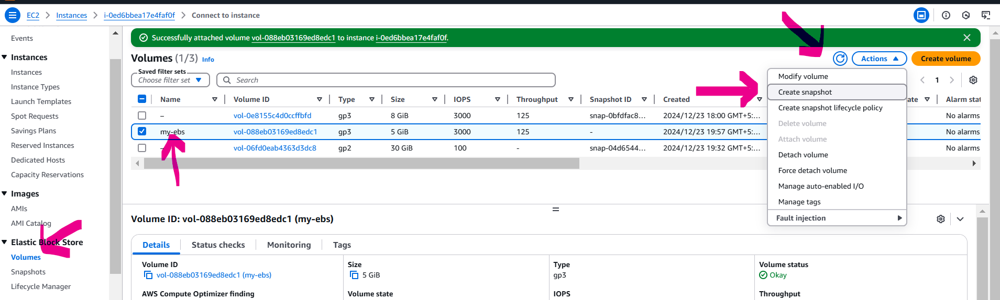 EC2 > Instances > i-0ed6bbea17e4faf0f > Connect to instance
Events
Instances
Instances
Instance Types
Launch Templates
Spot Requests
Savings Plans
Reserved Instances
Dedicated Hosts
Capacity Reservations
Images
AMIs
AMI Catalog
Elastic Block Store
Volumes
Snapshots
Lifecycle Manager
Successfully attached volume vol-088eb03169ed8edc1 to instance i-0ed6bbea17e4faf0f.
Volumes (1/3) Info
Actions
Create volume
Saved filter sets
Choose filter set
Search
1
Name Volume ID Type Size IOPS Throughput Snapshot ID Created ate Alarm stat
– vol-0e8155c4d0ccffbfd gp3 8 GiB 3000 125 snap-0bfdfac8... 2024/12/23 18:00 GMT+5:... No alarms
my-ebs vol-088eb03169ed8edc1 gp3 5 GiB 3000 125 - 2024/12/23 19:57 GMT+5:... No alarms
– vol-06fd0eab4363d3dc8 gp2 30 GiB 100 - snap-04d6544... 2024/12/23 19:32 GMT+5:... No alarms
Modify volume
Create snapshot
Create snapshot lifecycle policy
Delete volume
Attach volume
Detach volume
Force detach volume
Manage auto-enabled I/O
Manage tags
Fault injection
Volume ID: vol-088eb03169ed8edc1 (my-ebs)
Details Status checks Monitoring Tags
Volume ID Size Type Volume status
vol-088eb03169ed8edc1 (my-ebs) 5 GiB gp3 Okay
AWS Compute Optimizer finding Volume state IOPS Throughput